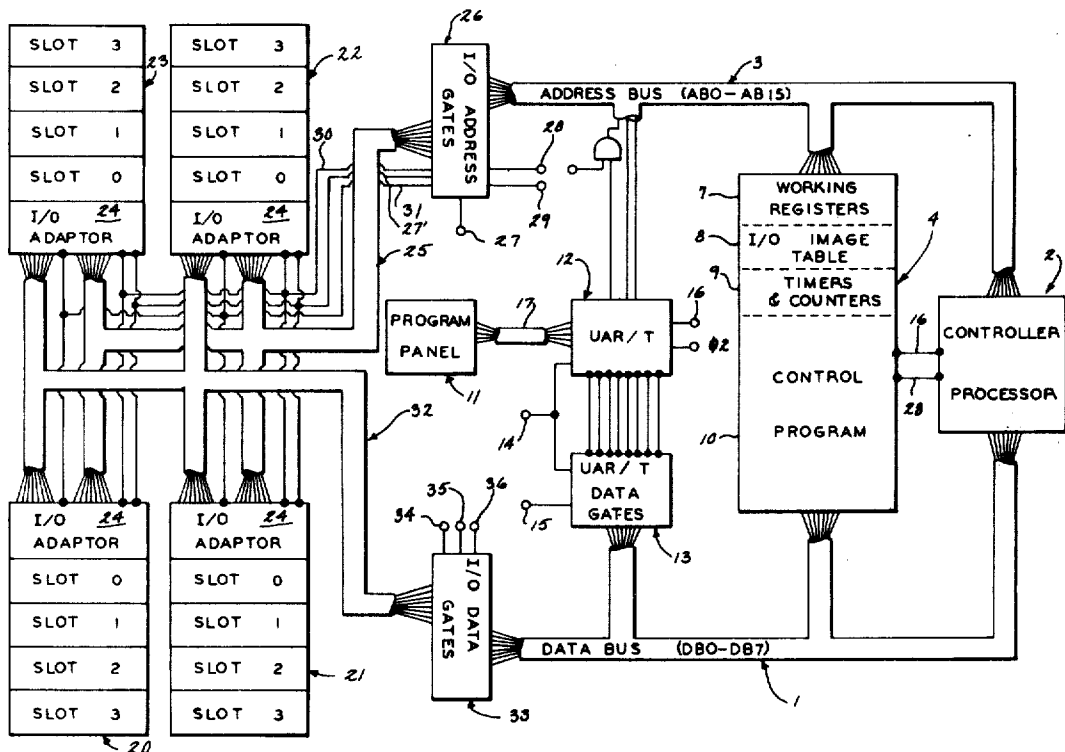 SLOT 3
SLOT 2
SLOT 1
SLOT 0
I/O 24
ADAPTOR
23
SLOT 3
SLOT 2
SLOT 1
SLOT 0
I/O 24
ADAPTOR
22
30
31
27'
25
26
I/O ADDRESS
GATES
27
28
29
ADDRESS BUS (AB0-AB15)
3
7
WORKING
REGISTERS
8
I/O IMAGE
TABLE
9
TIMERS
& COUNTERS
CONTROL
10
PROGRAM
4
16
28
2
CONTROLLER
PROCESSOR
12
UAR/T
16
Φ2
17
PROGRAM
PANEL
11
14
UAR/T
DATA
GATES
15
13
32
34
35
36
I/O DATA
GATES
33
DATA BUS (DB0-DB7)
1
I/O 24
ADAPTOR
SLOT 0
SLOT 1
SLOT 2
SLOT 3
20
I/O 24
ADAPTOR
SLOT 0
SLOT 1
SLOT 2
SLOT 3
21